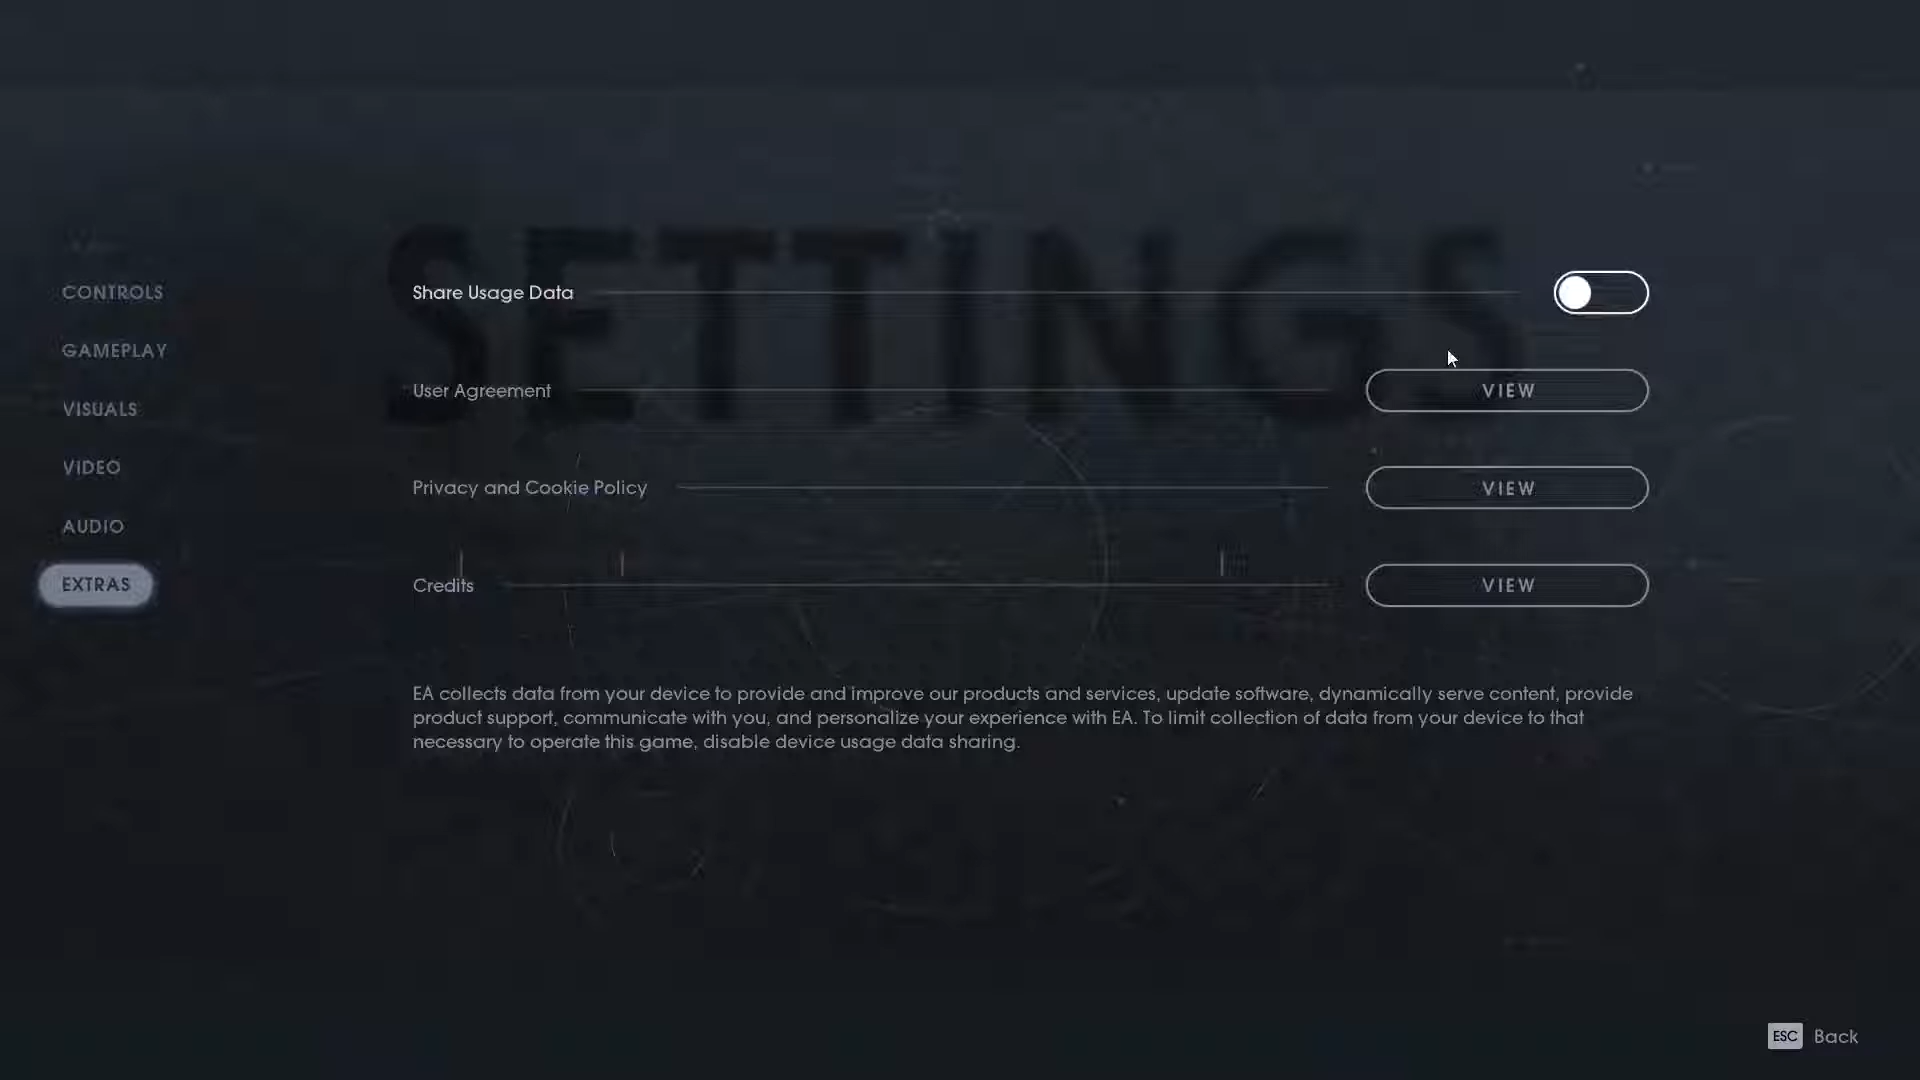 SETTINGS
CONTROLS
GAMEPLAY
VISUALS
VIDEO
AUDIO
EXTRAS
Share Usage Data
User Agreement
VIEW
Privacy and Cookie Policy
VIEW
Credits
VIEW
EA collects data from your device to provide and improve our products and services, update software, dynamically serve content, provide
product support, communicate with you, and personalize your experience with EA. To limit collection of data from your device to that
necessary to operate this game, disable device usage data sharing.
ESC Back